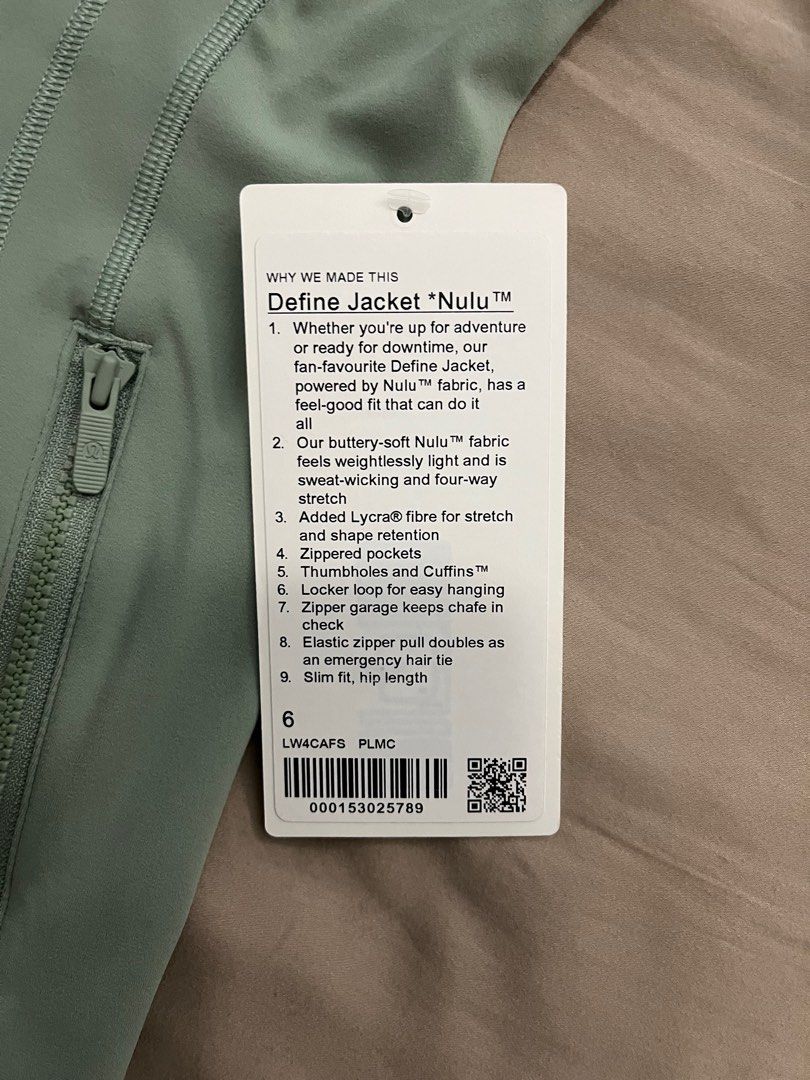 WHY WE MADE THIS
Define Jacket *Nulu™
1. Whether you're up for adventure
or ready for downtime, our
fan-favourite Define Jacket,
powered by Nulu™ fabric, has a
feel-good fit that can do it
all
2. Our buttery-soft Nulu™ fabric
feels weightlessly light and is
sweat-wicking and four-way
stretch
3. Added Lycra® fibre for stretch
and shape retention
4. Zippered pockets
5. Thumbholes and Cuffins™
6. Locker loop for easy hanging
7. Zipper garage keeps chafe in
check
8. Elastic zipper pull doubles as
an emergency hair tie
9. Slim fit, hip length
6
LW4CAFS PLMC
000153025789